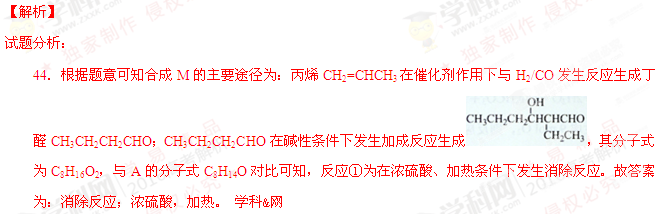 【解析】
试题分析：
44．根据题意可知合成 M 的主要途径为：丙烯 CH2=CHCH3 在催化剂作用下与 H2/CO 发生反应生成丁
OH
醛 CH3CH2CH2CHO；CH3CH2CH2CHO 在碱性条件下发生加成反应生成 CH3CH2CH2CHCHCHO ，其分子式
CH2CH3
为 C8H16O2，与 A 的分子式 C8H14O 对比可知，反应①为在浓硫酸、加热条件下发生消除反应。故答案
为：消除反应；浓硫酸，加热。 学科&网